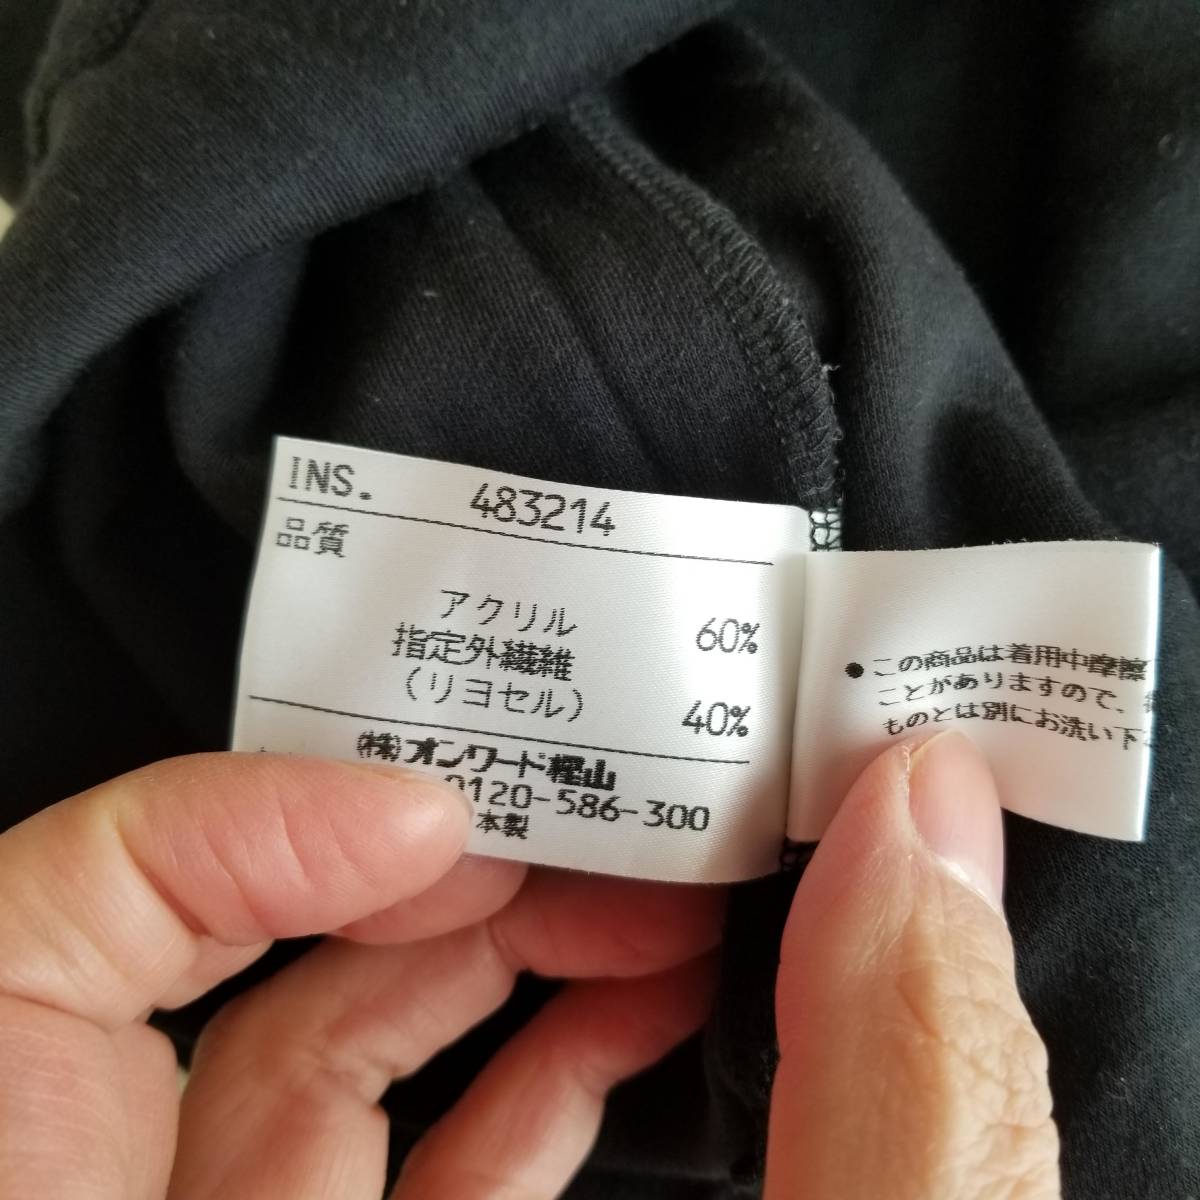 INS. 483214
品質
アクリル 60%
指定外繊維
(リヨセル) 40%
(株)オンワード樫山
0120-586-300
本製
●この商品は着用中摩擦
ことがありますので、
ものとは別にお洗い下